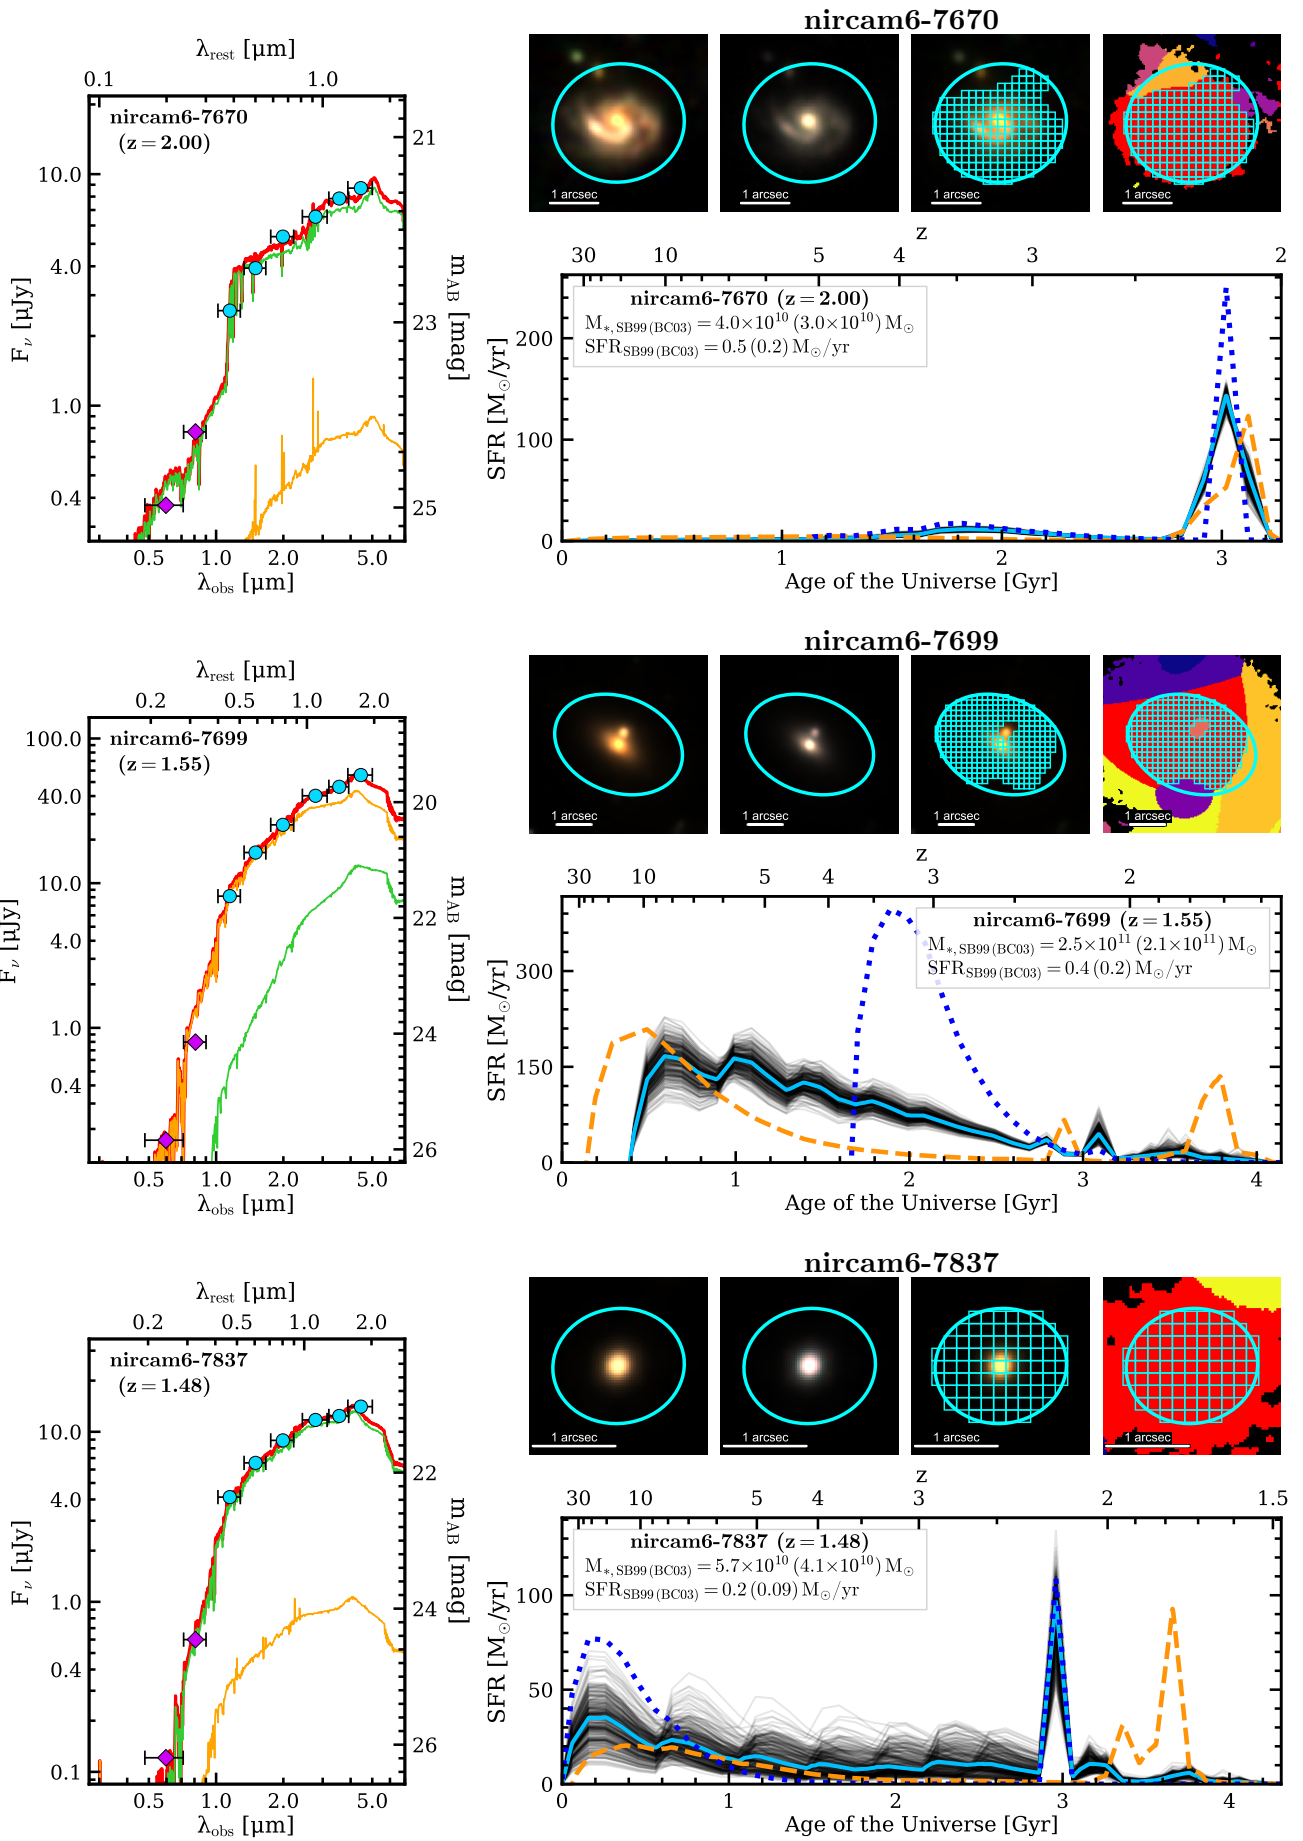 nircam6-7670
λrest [μm]
0.1 1.0
nircam6-7670
(z = 2.00)
10.0
4.0
1.0
0.4
Fν [μJy]
21
23
25
mAB [mag]
0.5 1.0 2.0 5.0
λobs [μm]
1 arcsec
1 arcsec
1 arcsec
1 arcsec
z
30 10 5 4 3 2
nircam6-7670 (z = 2.00)
M∗, SB99 (BC03) = 4.0×10¹⁰ (3.0×10¹⁰) M⊙
SFRSB99 (BC03) = 0.5 (0.2) M⊙/yr
SFR [M⊙/yr]
200
100
0
0 1 2 3
Age of the Universe [Gyr]
nircam6-7699
λrest [μm]
0.2 0.5 1.0 2.0
nircam6-7699
(z = 1.55)
100.0
40.0
10.0
4.0
1.0
0.4
Fν [μJy]
20
22
24
26
mAB [mag]
0.5 1.0 2.0 5.0
λobs [μm]
1 arcsec
1 arcsec
1 arcsec
1 arcsec
z
30 10 5 4 3 2
nircam6-7699 (z = 1.55)
M∗, SB99 (BC03) = 2.5×10¹¹ (2.1×10¹¹) M⊙
SFRSB99 (BC03) = 0.4 (0.2) M⊙/yr
SFR [M⊙/yr]
300
150
0
0 1 2 3 4
Age of the Universe [Gyr]
nircam6-7837
λrest [μm]
0.2 0.5 1.0 2.0
nircam6-7837
(z = 1.48)
10.0
4.0
1.0
0.4
0.1
Fν [μJy]
22
24
26
mAB [mag]
0.5 1.0 2.0 5.0
λobs [μm]
1 arcsec
1 arcsec
1 arcsec
1 arcsec
z
30 10 5 4 3 2 1.5
nircam6-7837 (z = 1.48)
M∗, SB99 (BC03) = 5.7×10¹⁰ (4.1×10¹⁰) M⊙
SFRSB99 (BC03) = 0.2 (0.09) M⊙/yr
SFR [M⊙/yr]
100
50
0
0 1 2 3 4
Age of the Universe [Gyr]